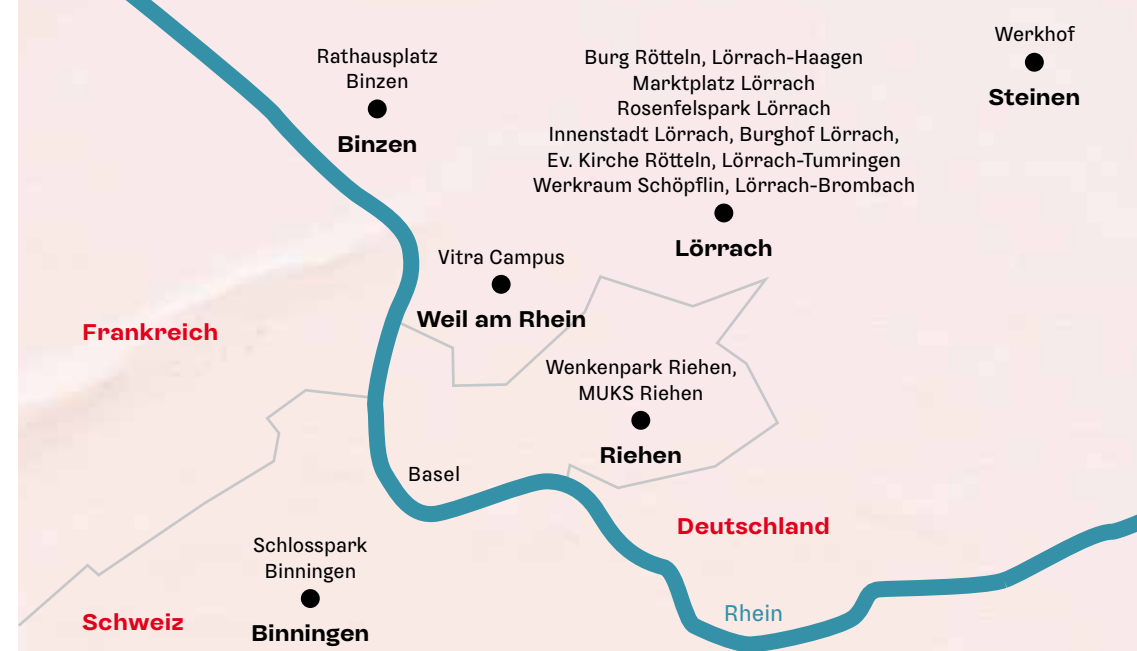 Werkhof
Steinen
Rathausplatz
Binzen
Binzen
Burg Rötteln, Lörrach-Haagen
Marktplatz Lörrach
Rosenfelspark Lörrach
Innenstadt Lörrach, Burghof Lörrach,
Ev. Kirche Rötteln, Lörrach-Tumringen
Werkraum Schöpflin, Lörrach-Brombach
Lörrach
Vitra Campus
Weil am Rhein
Frankreich
Wenkenpark Riehen,
MUKS Riehen
Riehen
Basel
Deutschland
Schlosspark
Binningen
Binningen
Schweiz
Rhein